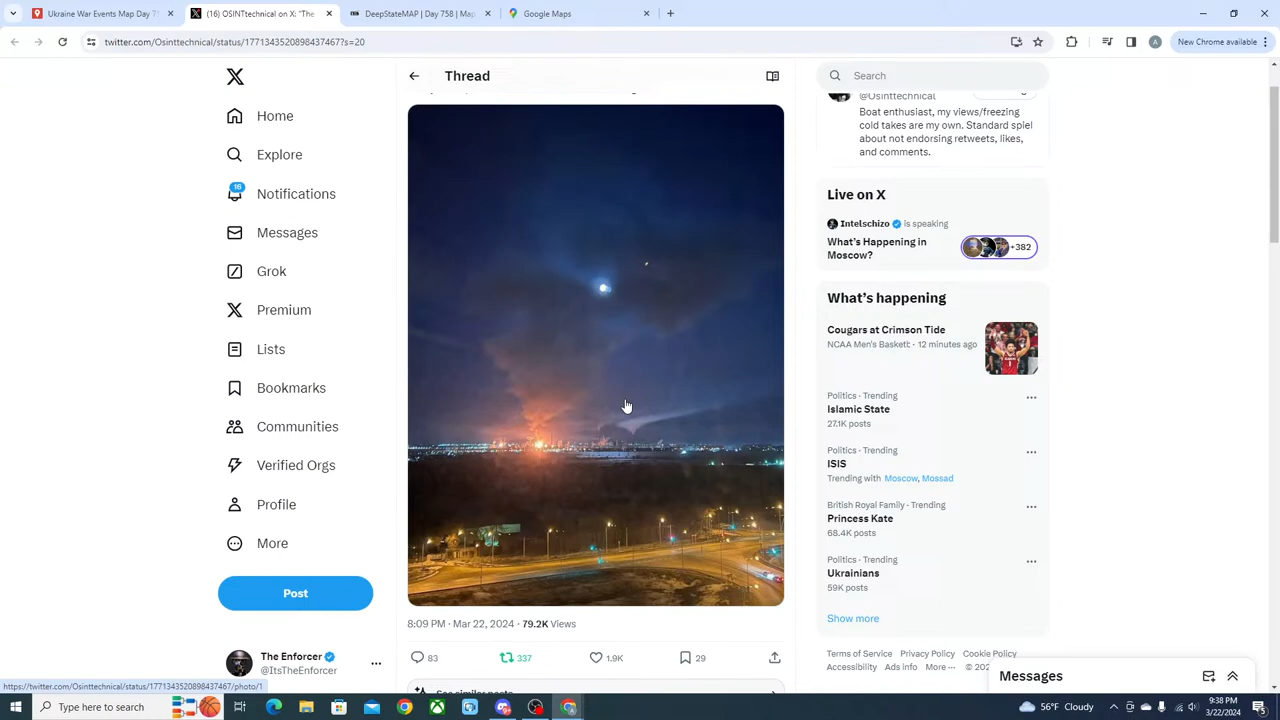 Ukraine War Events Map Day 75
(16) OSINTtechnical on X: "The
DeepStateMAP | Day 758 | Map
Google Maps
twitter.com/Osinttechnical/status/1771343520898437467?s=20
New Chrome available
Thread
Search
Home
Explore
16
Notifications
Messages
Grok
Premium
Lists
Bookmarks
Communities
Verified Orgs
Profile
More
Post
The Enforcer
@ItsTheEnforcer
8:09 PM · Mar 22, 2024 · 79.2K Views
83
337
1.9K
29
See similar posts
@Osinttechnical
Boat enthusiast, my views/freezing
cold takes are my own. Standard spiel
about not endorsing retweets, likes,
and comments.
Live on X
Intelschizo is speaking
What's Happening in
Moscow?
+382
What's happening
Cougars at Crimson Tide
NCAA Men's Basketb · 12 minutes ago
Politics · Trending
Islamic State
27.1K posts
Politics · Trending
ISIS
Trending with Moscow, Mossad
British Royal Family · Trending
Princess Kate
68.4K posts
Politics · Trending
Ukrainians
59K posts
Show more
Terms of Service Privacy Policy Cookie Policy
Accessibility Ads info More ··· © 202
Messages
https://twitter.com/Osinttechnical/status/1771343520898437467/photo/1
Type here to search
56°F Cloudy
9:38 PM
3/22/2024